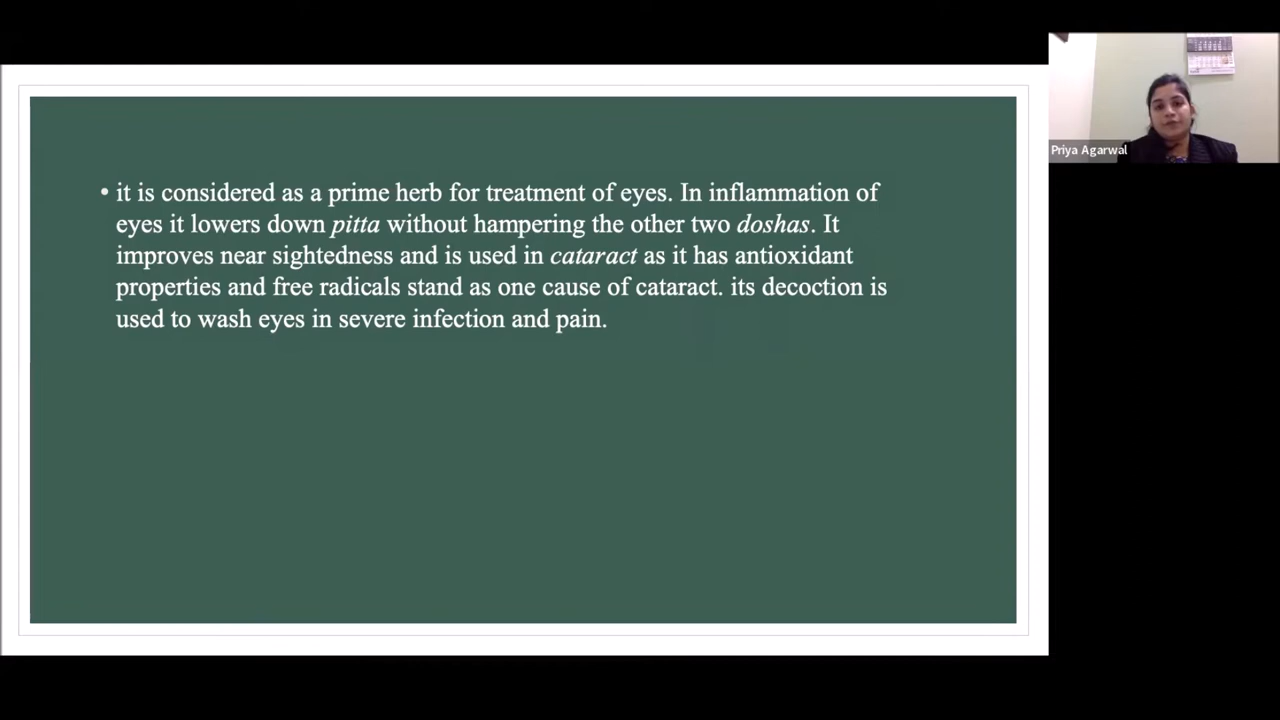 • it is considered as a prime herb for treatment of eyes. In inflammation of
eyes it lowers down pitta without hampering the other two doshas. It
improves near sightedness and is used in cataract as it has antioxidant
properties and free radicals stand as one cause of cataract. its decoction is
used to wash eyes in severe infection and pain.
Priya Agarwal